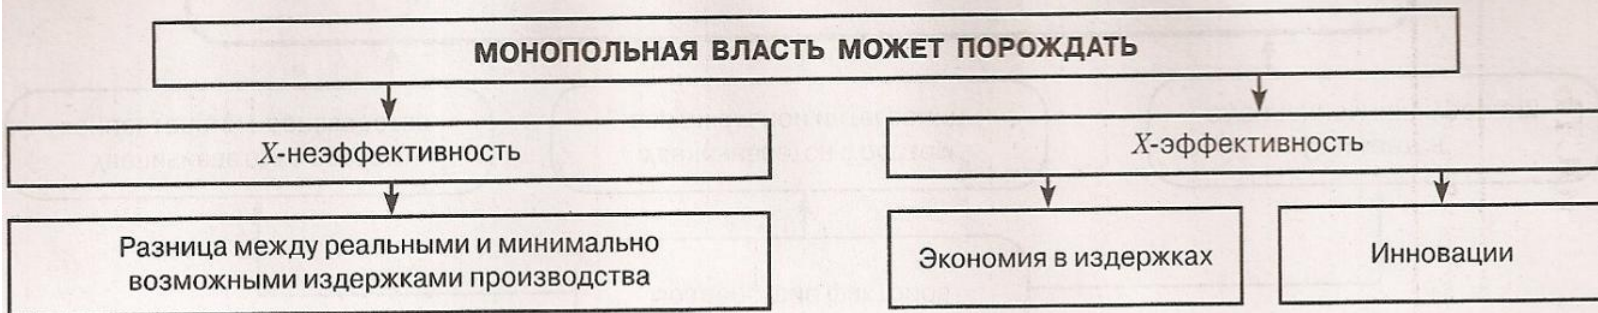 МОНОПОЛЬНАЯ ВЛАСТЬ МОЖЕТ ПОРОЖДАТЬ
X-неэффективность
X-эффективность
Разница между реальными и минимально
возможными издержками производства
Экономия в издержках
Инновации